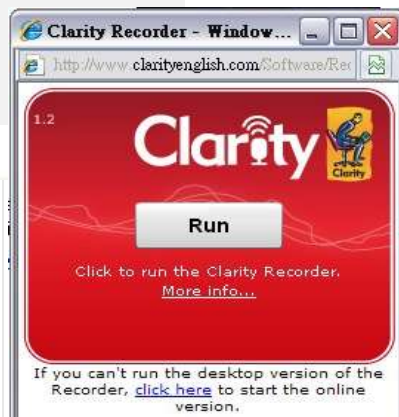 Clarity Recorder - Window...
http://www.clarityenglish.com/Software/Rec
1.2
Clarity
Clarity
Run
Click to run the Clarity Recorder.
More info...
If you can't run the desktop version of the
Recorder, click here to start the online
version.